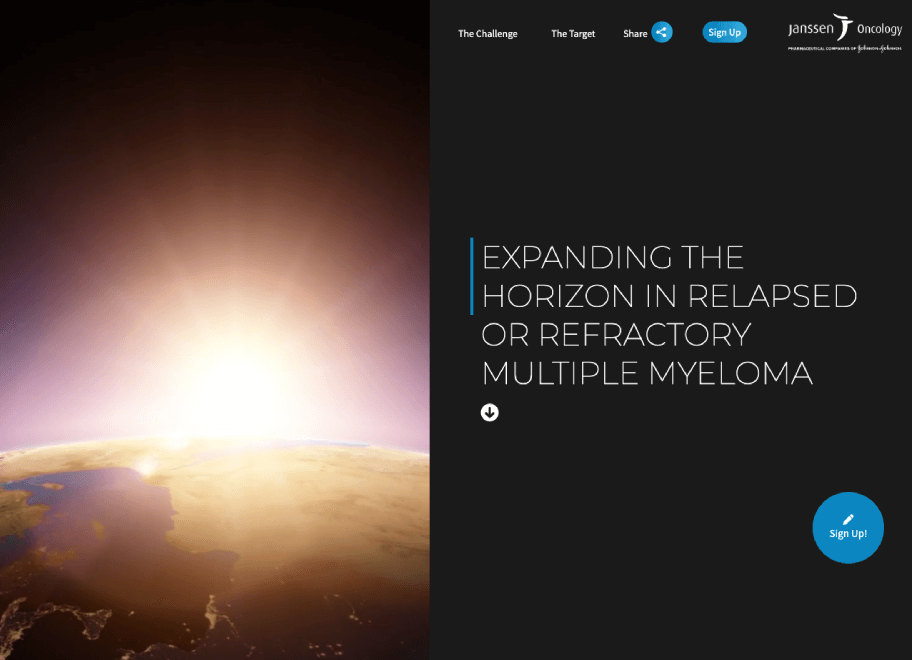 The Challenge
The Target
Share
Sign Up
Janssen Oncology
PHARMACEUTICAL COMPANIES OF Johnson & Johnson
EXPANDING THE
HORIZON IN RELAPSED
OR REFRACTORY
MULTIPLE MYELOMA
Sign Up!